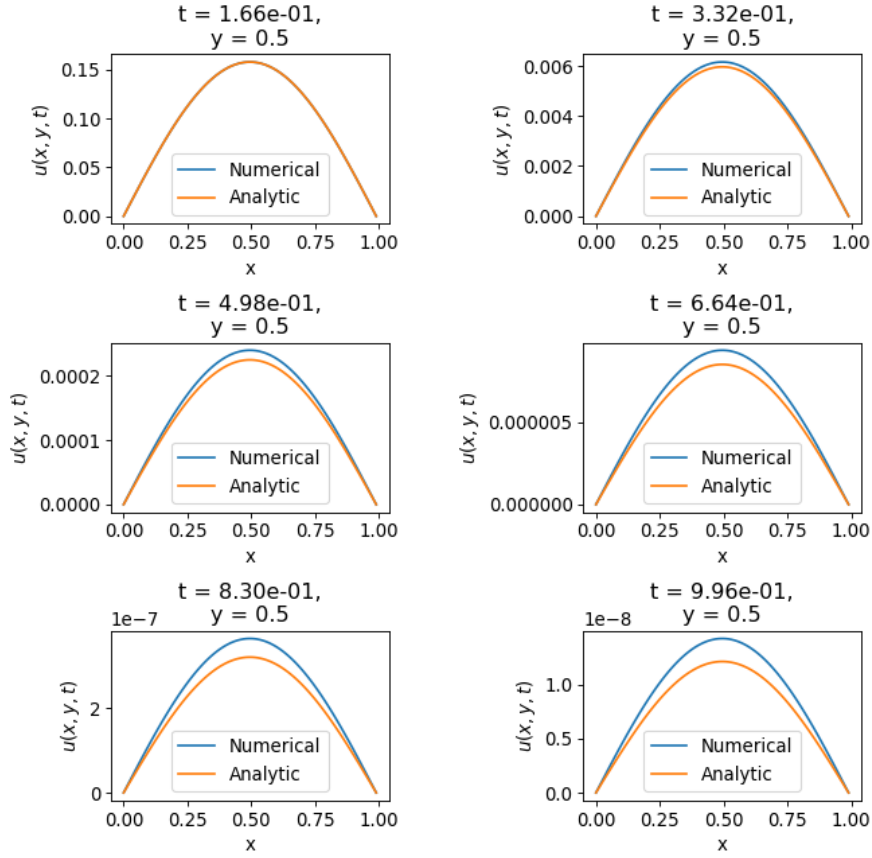 t = 1.66e-01,
y = 0.5
0.15
0.10
0.05
0.00
u(x, y, t)
Numerical
Analytic
0.00 0.25 0.50 0.75 1.00
x
t = 3.32e-01,
y = 0.5
0.006
0.004
0.002
0.000
u(x, y, t)
Numerical
Analytic
0.00 0.25 0.50 0.75 1.00
x
t = 4.98e-01,
y = 0.5
0.0002
0.0001
0.0000
u(x, y, t)
Numerical
Analytic
0.00 0.25 0.50 0.75 1.00
x
t = 6.64e-01,
y = 0.5
0.000005
0.000000
u(x, y, t)
Numerical
Analytic
0.00 0.25 0.50 0.75 1.00
x
t = 8.30e-01,
y = 0.5
1e−7
2
0
u(x, y, t)
Numerical
Analytic
0.00 0.25 0.50 0.75 1.00
x
t = 9.96e-01,
y = 0.5
1e−8
1.0
0.5
0.0
u(x, y, t)
Numerical
Analytic
0.00 0.25 0.50 0.75 1.00
x